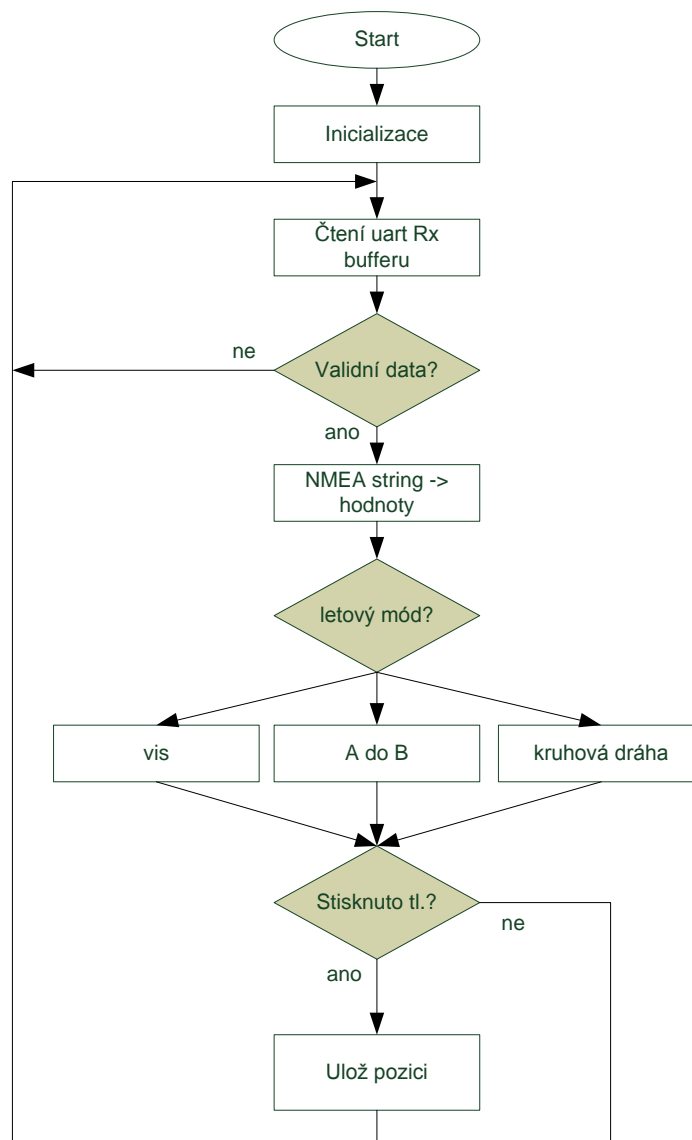 Start
Inicializace
Čtení uart Rx
bufferu
ne
Validní data?
ano
NMEA string ->
hodnoty
letový mód?
vis
A do B
kruhová dráha
Stisknuto tl.?
ne
ano
Ulož pozici